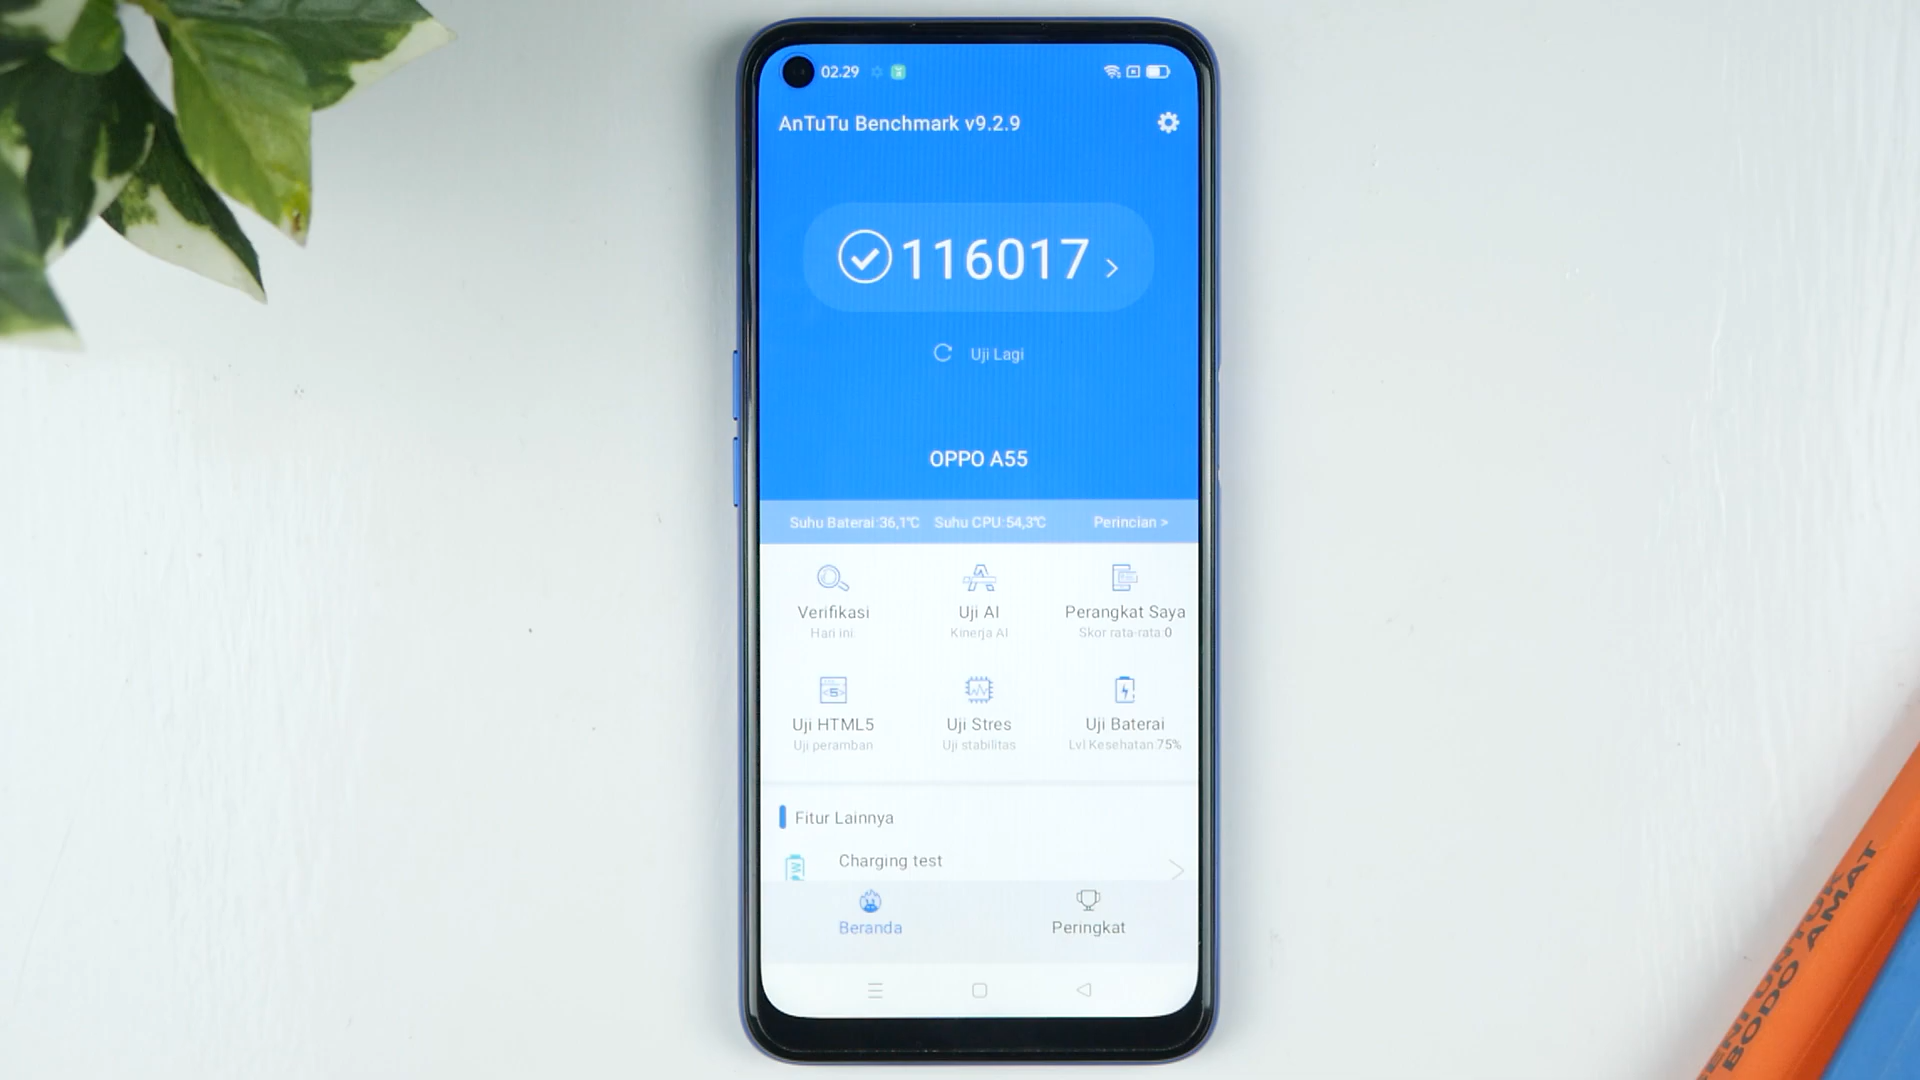 02.29
AnTuTu Benchmark v9.2.9
116017 >
Uji Lagi
OPPO A55
Suhu Baterai:36,1℃ Suhu CPU:54,3℃ Perincian >
Verifikasi Uji AI Perangkat Saya
Hari ini Kinerja AI Skor rata-rata:0
Uji HTML5 Uji Stres Uji Baterai
Uji peramban Uji stabilitas Lvl Kesehatan:75%
Fitur Lainnya
Charging test
Beranda Peringkat
BODO AMAT